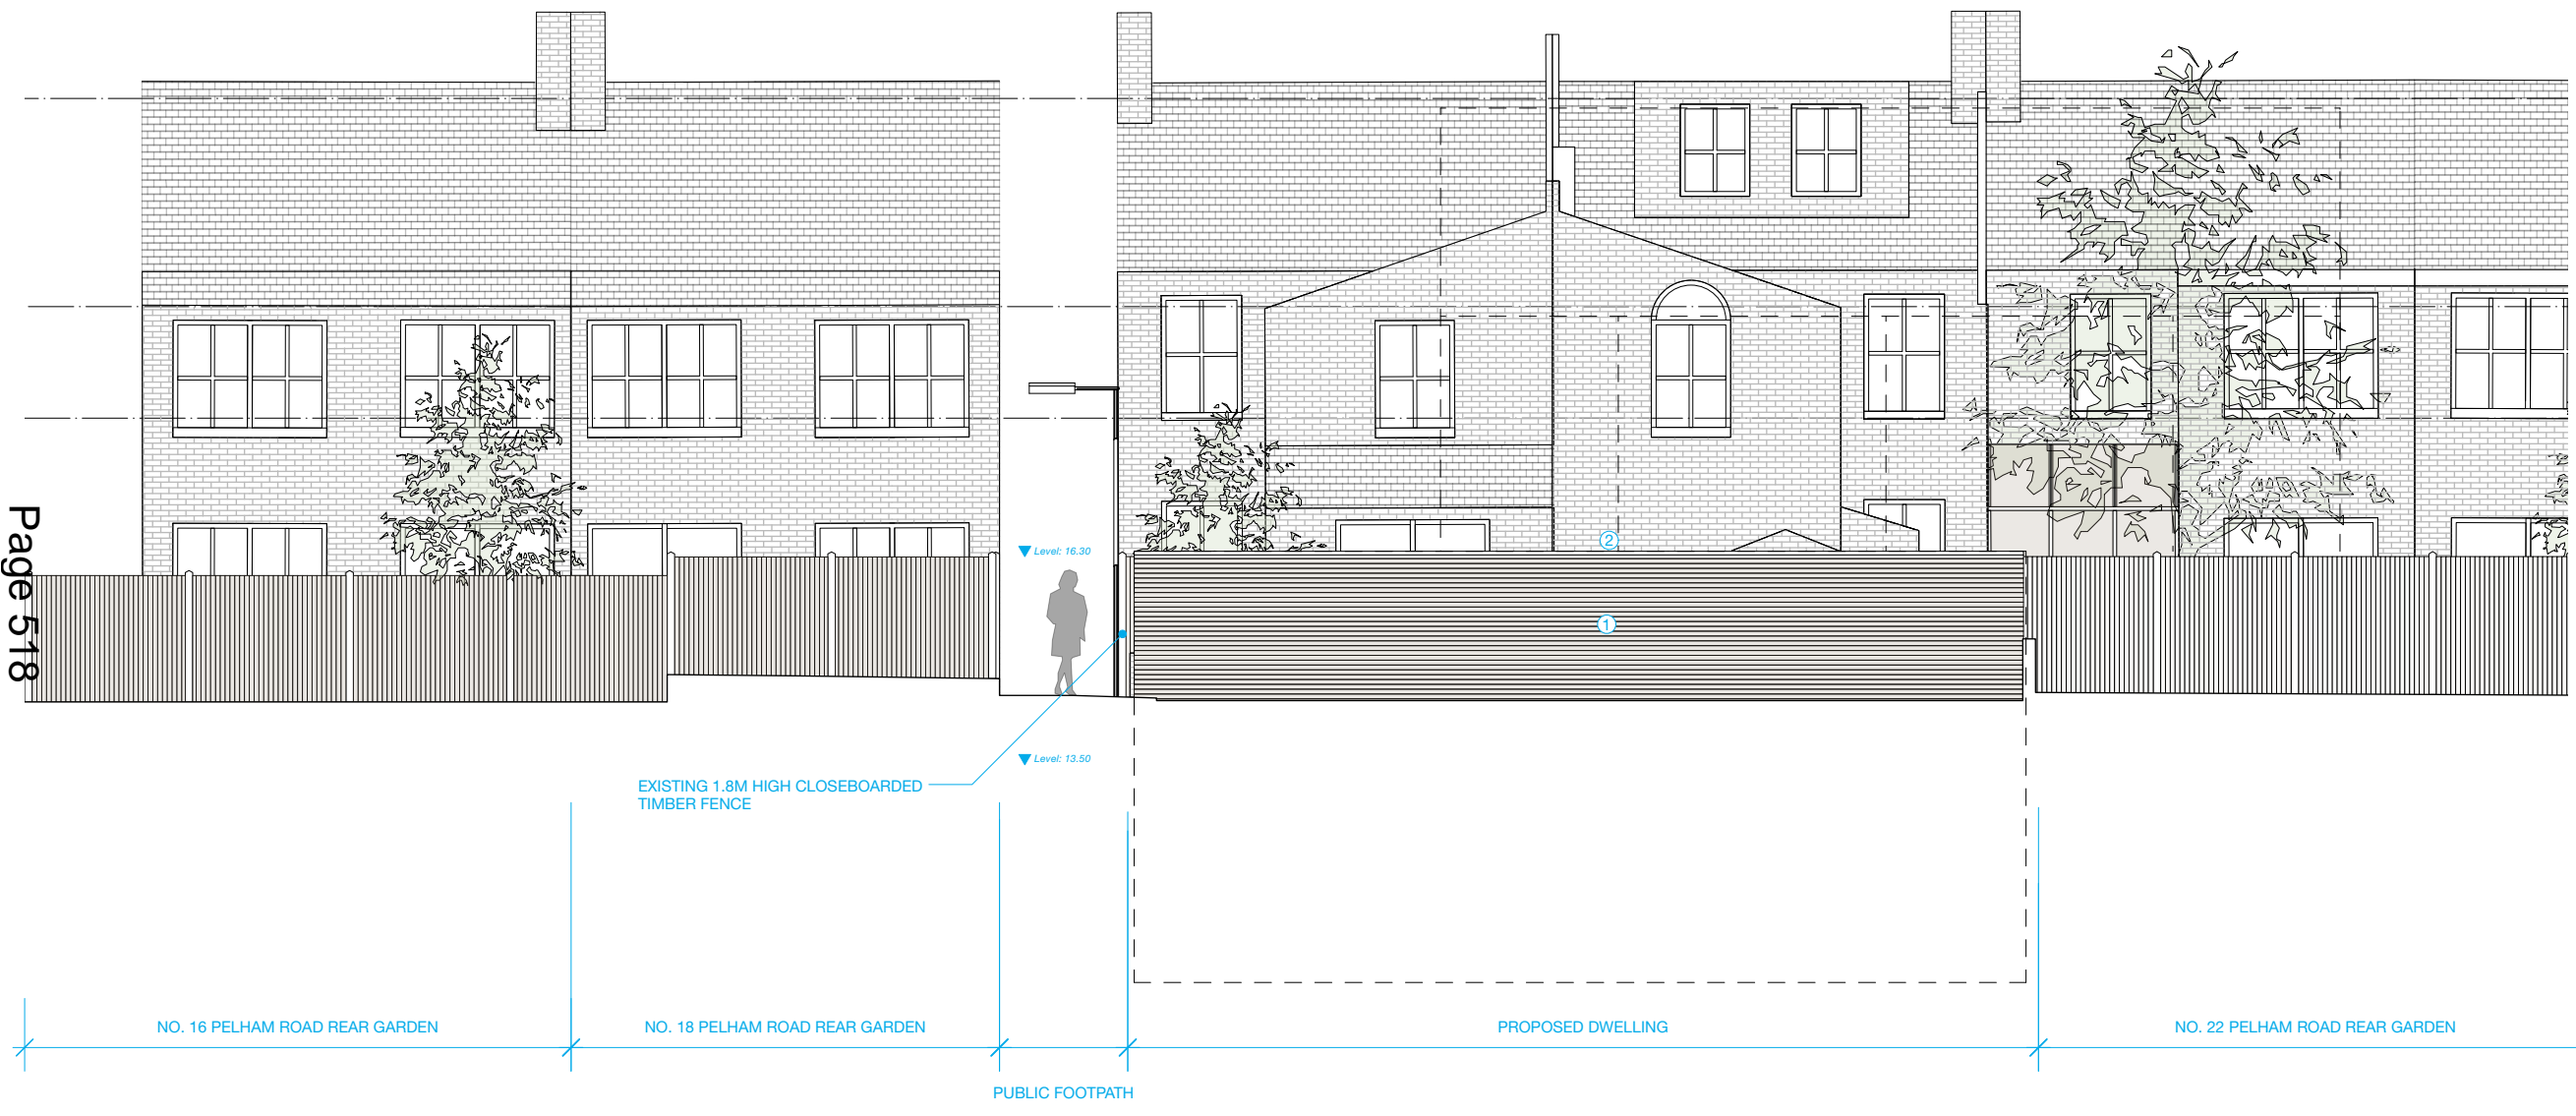 Page 518
2
Level: 16.30
1
Level: 13.50
EXISTING 1.8M HIGH CLOSEBOARDED
TIMBER FENCE
NO. 16 PELHAM ROAD REAR GARDEN
NO. 18 PELHAM ROAD REAR GARDEN
PROPOSED DWELLING
NO. 22 PELHAM ROAD REAR GARDEN
PUBLIC FOOTPATH